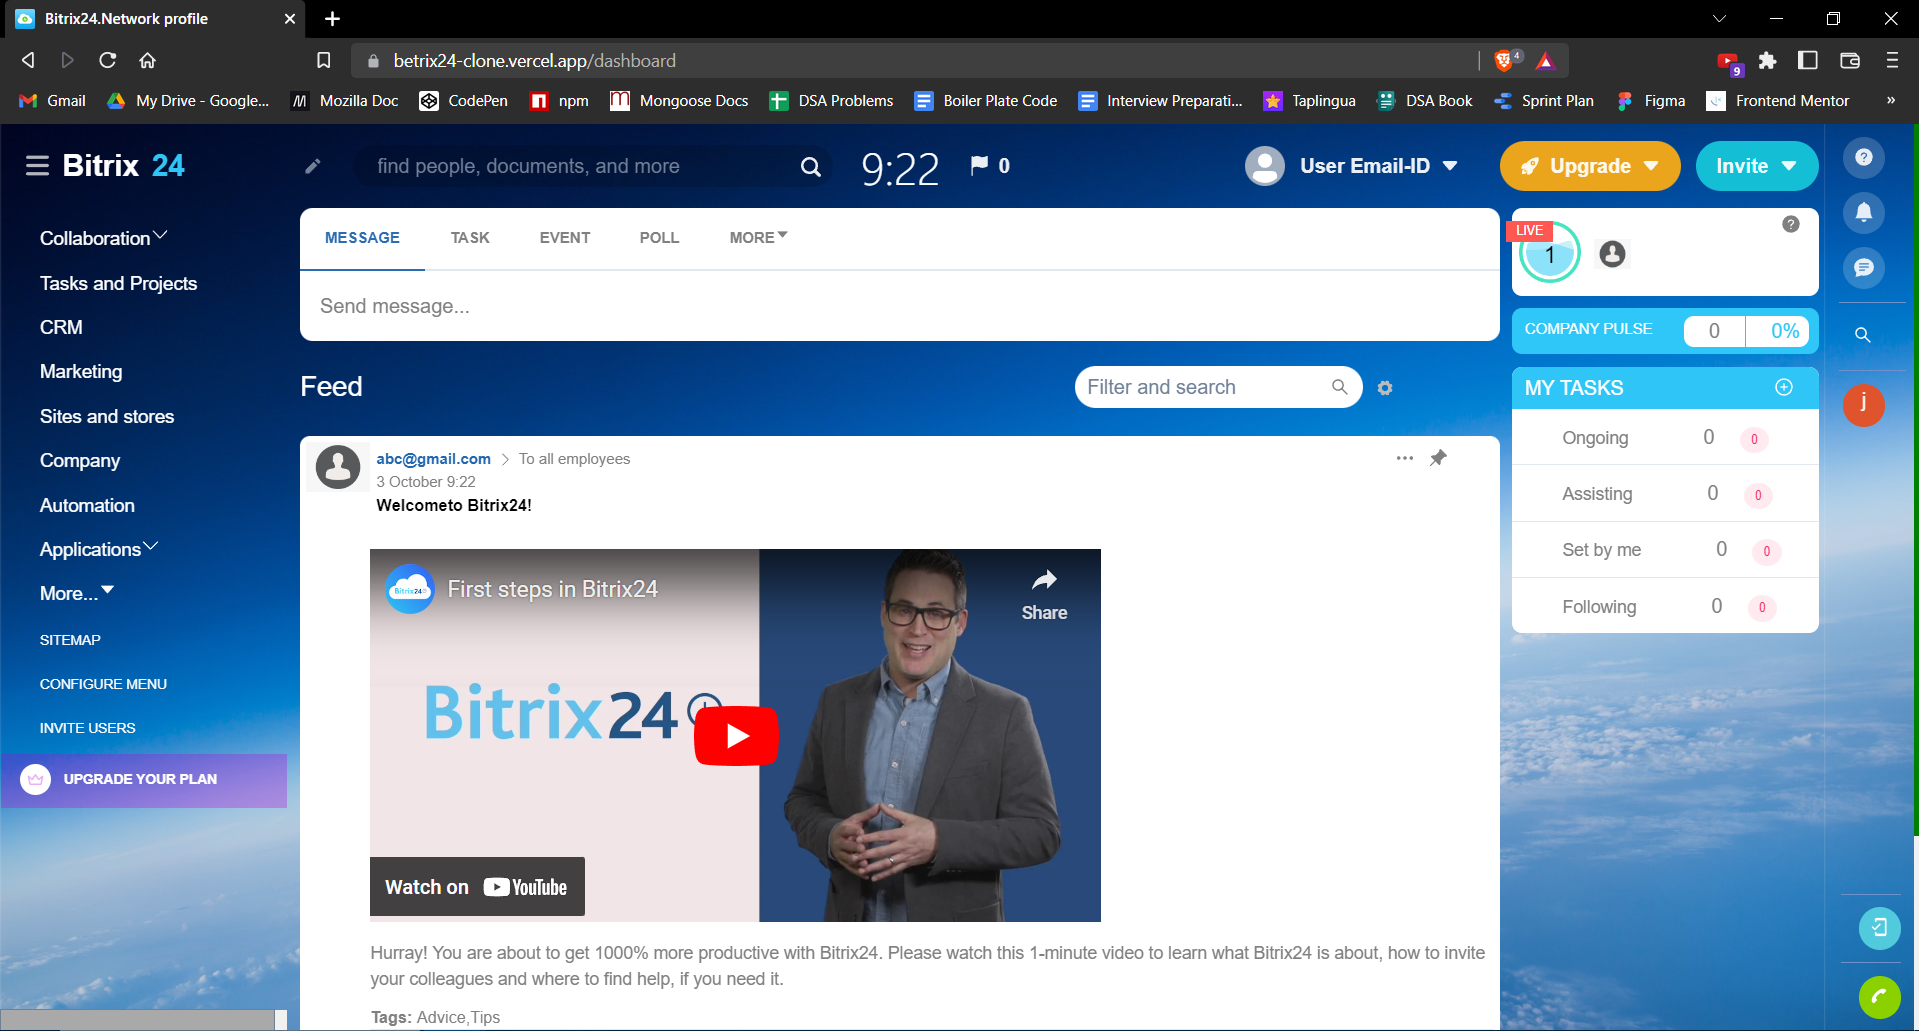 Bitrix24.Network profile
betrix24-clone.vercel.app/dashboard
4
9
Gmail
My Drive - Google...
Mozilla Doc
CodePen
npm
Mongoose Docs
DSA Problems
Boiler Plate Code
Interview Preparati...
Taplingua
DSA Book
Sprint Plan
Figma
Frontend Mentor
»
Bitrix 24
find people, documents, and more
9:22
0
User Email-ID
Upgrade
Invite
Collaboration
Tasks and Projects
CRM
Marketing
Sites and stores
Company
Automation
Applications
More...
SITEMAP
CONFIGURE MENU
INVITE USERS
UPGRADE YOUR PLAN
MESSAGE
TASK
EVENT
POLL
MORE
Send message...
Feed
Filter and search
abc@gmail.com > To all employees
3 October 9:22
Welcometo Bitrix24!
Bitrix24
First steps in Bitrix24
Share
Bitrix24
Watch on YouTube
Hurray! You are about to get 1000% more productive with Bitrix24. Please watch this 1-minute video to learn what Bitrix24 is about, how to invite
your colleagues and where to find help, if you need it.
Tags: Advice,Tips
LIVE
1
?
COMPANY PULSE
0
0%
MY TASKS
Ongoing 0 0
Assisting 0 0
Set by me 0 0
Following 0 0
?
j